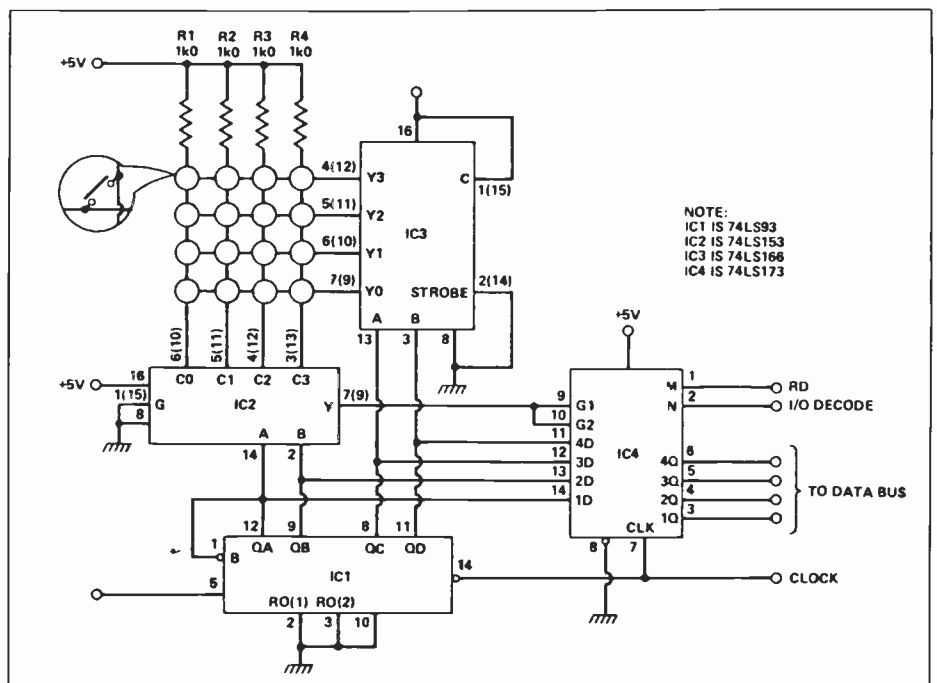 R1 R2 R3 R4
1k0 1k0 1k0 1k0
+5V
16
4(12) Y3
C
1(15)
5(11) Y2
IC3
6(10) Y1
7(9) Y0
STROBE
2(14)
A B
13 3 8
NOTE:
IC1 IS 74LS93
IC2 IS 74LS153
IC3 IS 74LS166
IC4 IS 74LS173
6(10) 5(11) 4(12) 3(13)
+5V
16
1(15)
8
C0 C1 C2 C3
G
IC2
Y
7(9)
A B
14 2
+5V
9 G1
10 G2
11 4D
12 3D
13 2D
14 1D
IC4
M 1 RD
N 2 I/O DECODE
4Q 6
3Q 5
2Q 4
1Q 3
TO DATA BUS
CLK
8 7
12 9 8 11
1
B
QA QB QC QD
14
CLOCK
IC1
5
RO(1) RO(2)
2 3 10